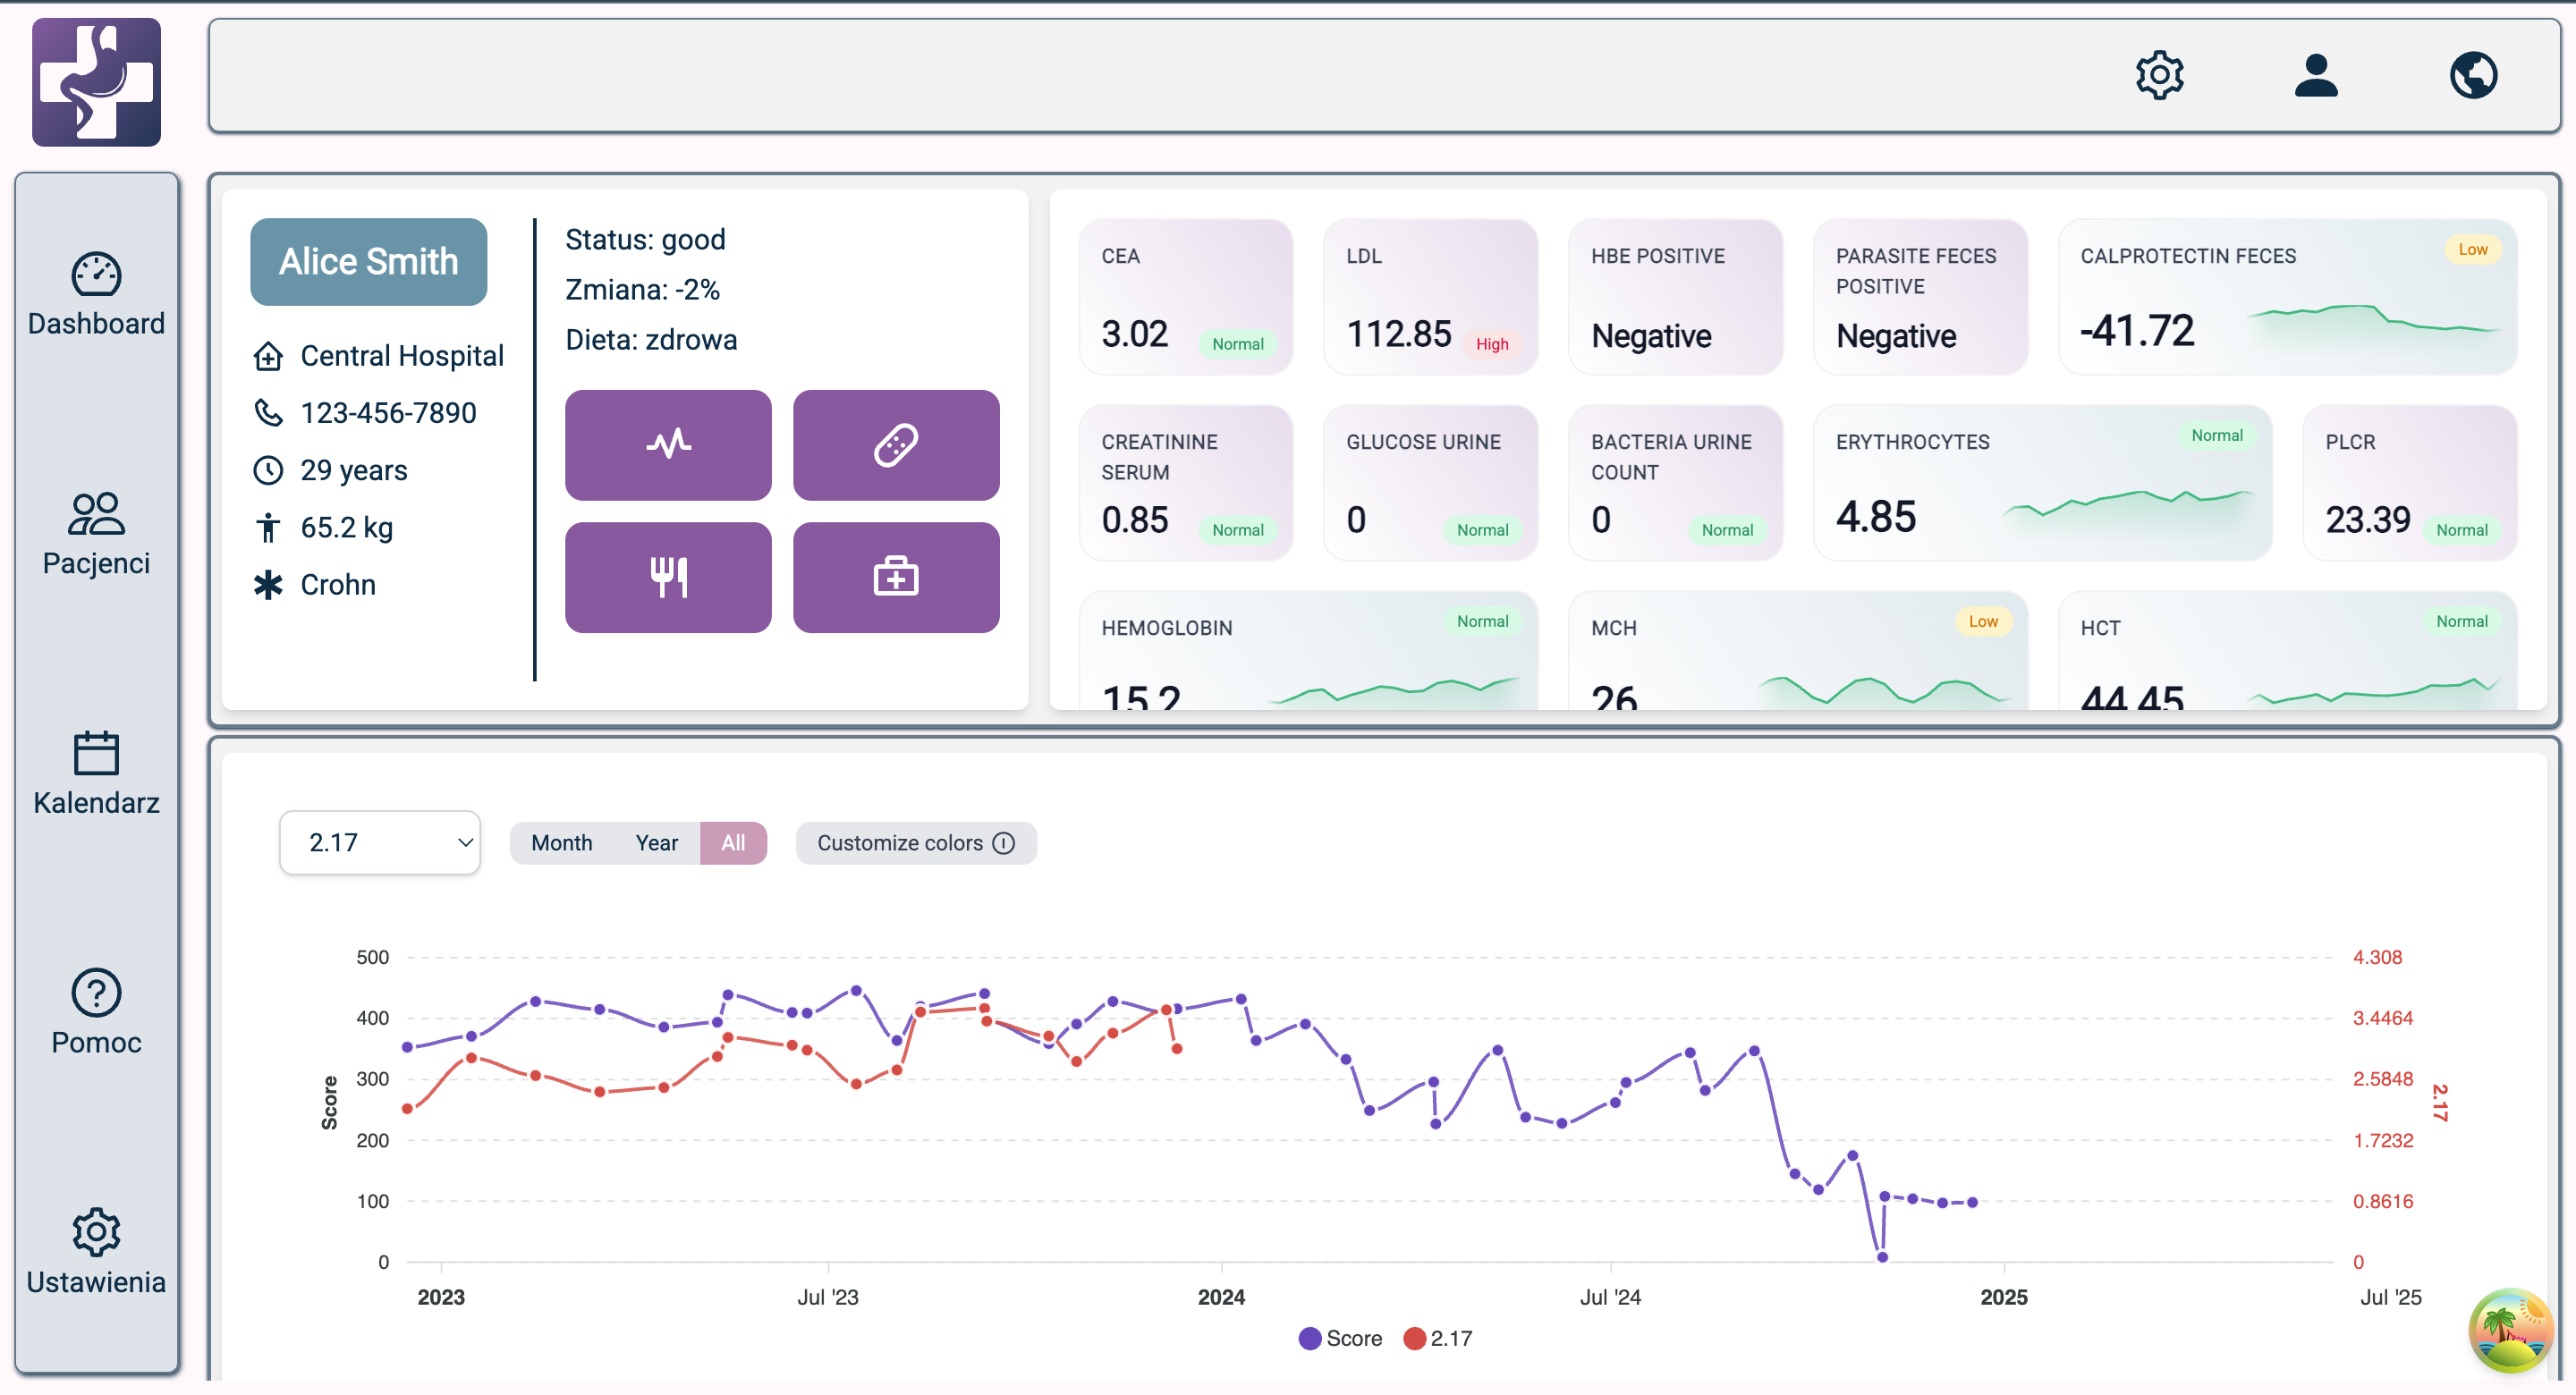 Dashboard
Pacjenci
Kalendarz
Pomoc
Ustawienia
Alice Smith
Central Hospital
123-456-7890
29 years
65.2 kg
Crohn
Status: good
Zmiana: -2%
Dieta: zdrowa
CEA
3.02
Normal
LDL
112.85
High
HBE POSITIVE
Negative
PARASITE FECES
POSITIVE
Negative
CALPROTECTIN FECES
Low
-41.72
CREATININE
SERUM
0.85
Normal
GLUCOSE URINE
0
Normal
BACTERIA URINE
COUNT
0
Normal
ERYTHROCYTES
Normal
4.85
PLCR
23.39
Normal
HEMOGLOBIN
Normal
15.2
MCH
Low
26
HCT
Normal
44.45
2.17
Month Year All
Customize colors
Score
500
400
300
200
100
0
4.308
3.4464
2.5848
1.7232
0.8616
0
2.17
2023 Jul '23 2024 Jul '24 2025 Jul '25
Score 2.17